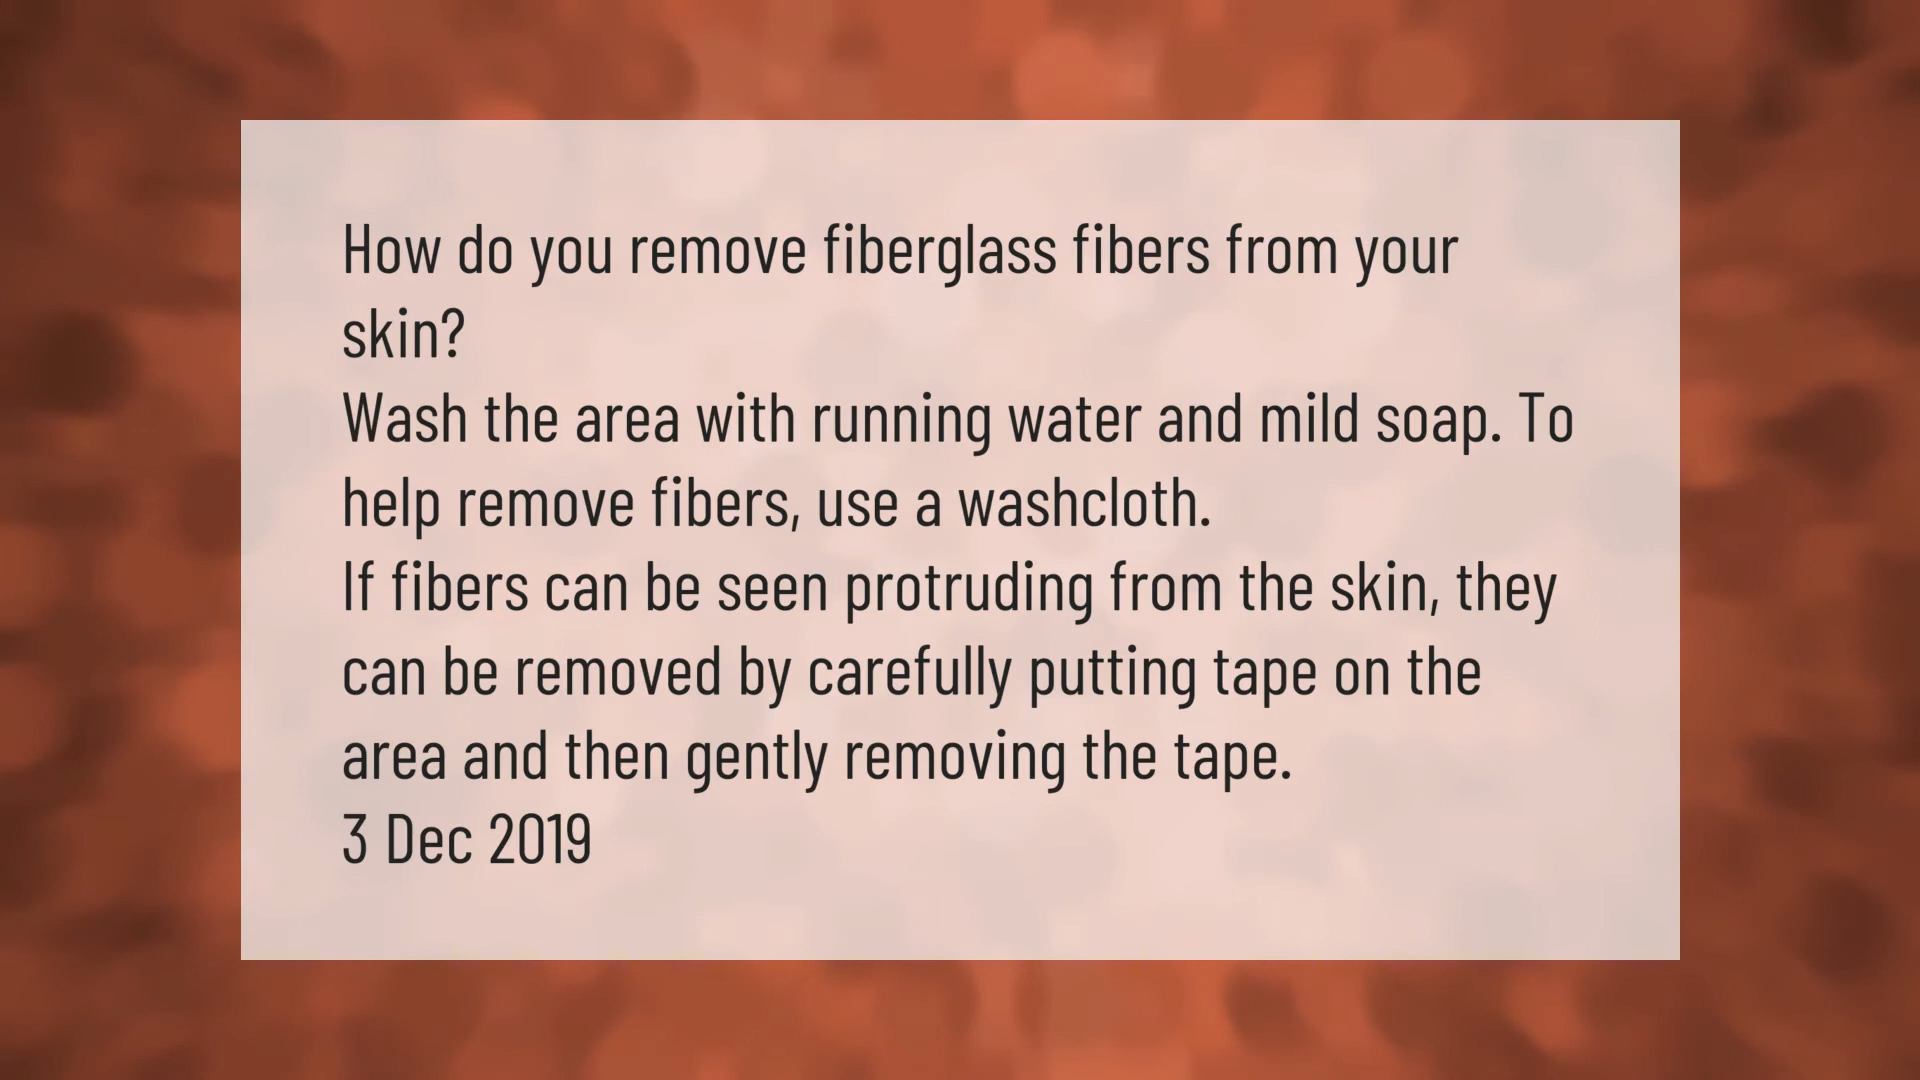 How do you remove fiberglass fibers from your
skin?
Wash the area with running water and mild soap. To
help remove fibers, use a washcloth.
If fibers can be seen protruding from the skin, they
can be removed by carefully putting tape on the
area and then gently removing the tape.
3 Dec 2019